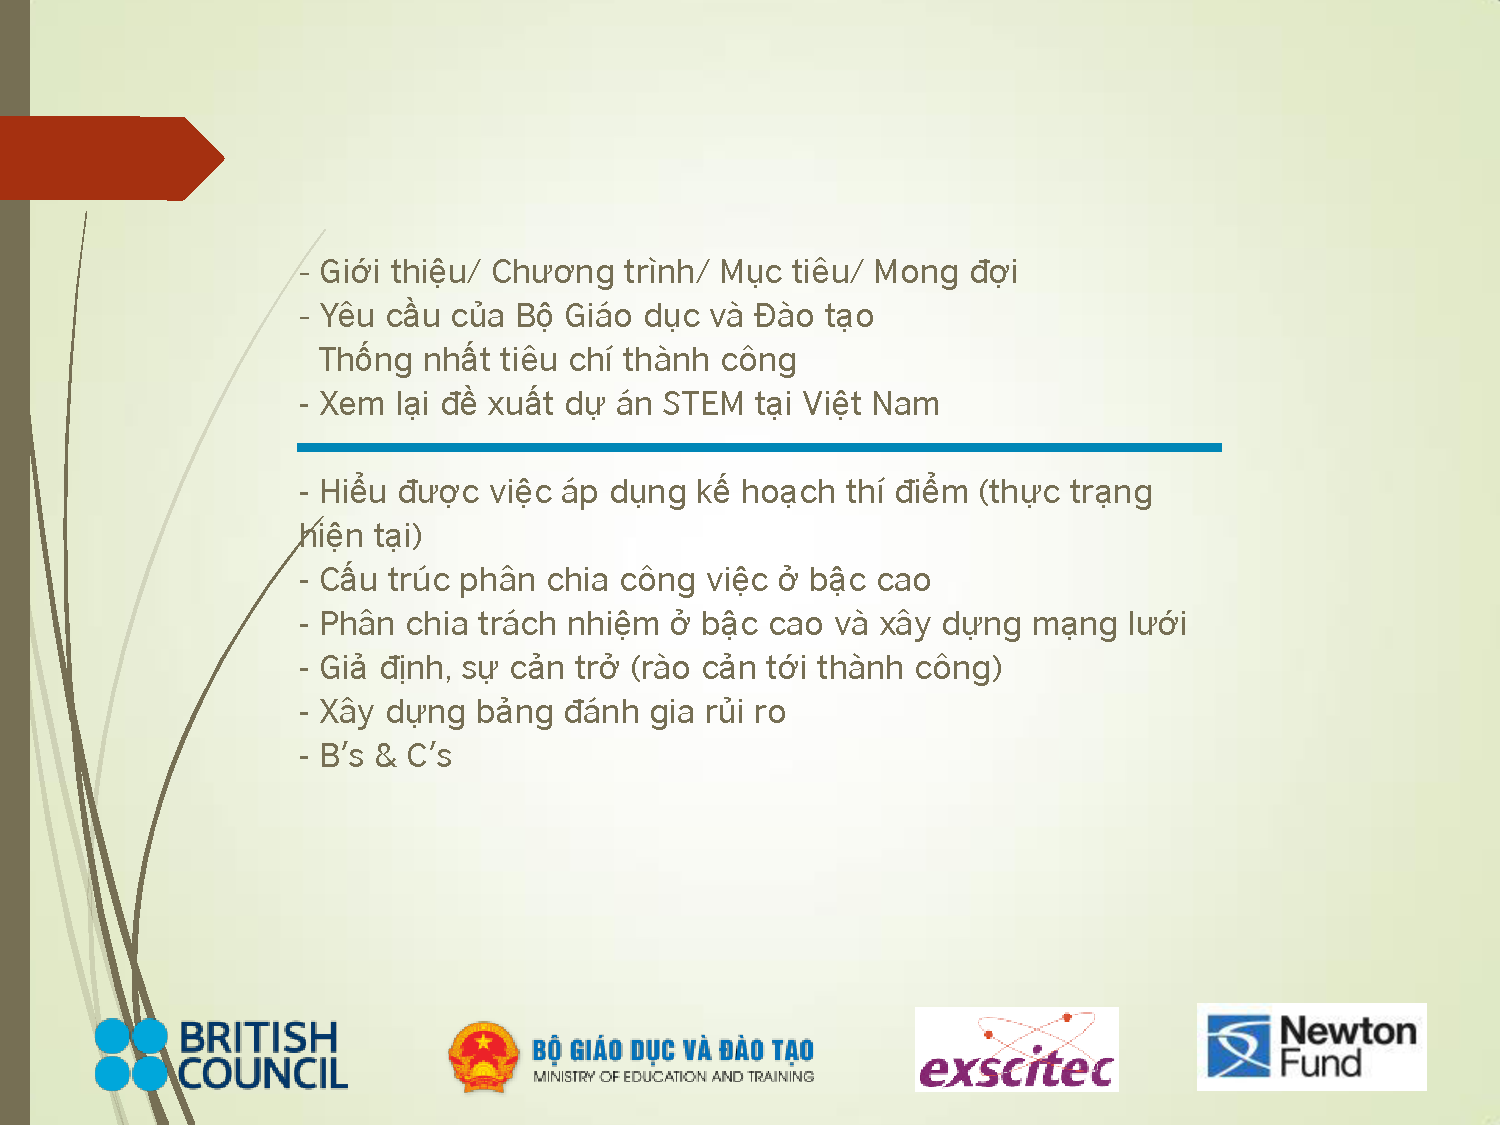 - Giới thiệu/ Chương trình/ Mục tiêu/ Mong đợi
- Yêu cầu của Bộ Giáo dục và Đào tạo
Thống nhất tiêu chí thành công
- Xem lại đề xuất dự án STEM tại Việt Nam
- Hiểu được việc áp dụng kế hoạch thí điểm (thực trạng
hiện tại)
- Cấu trúc phân chia công việc ở bậc cao
- Phân chia trách nhiệm ở bậc cao và xây dựng mạng lưới
- Giả định, sự cản trở (rào cản tới thành công)
- Xây dựng bảng đánh gia rủi ro
- B’s & C’s
BRITISH
COUNCIL
BỘ GIÁO DỤC VÀ ĐÀO TẠO
MINISTRY OF EDUCATION AND TRAINING
exscitec
Newton
Fund